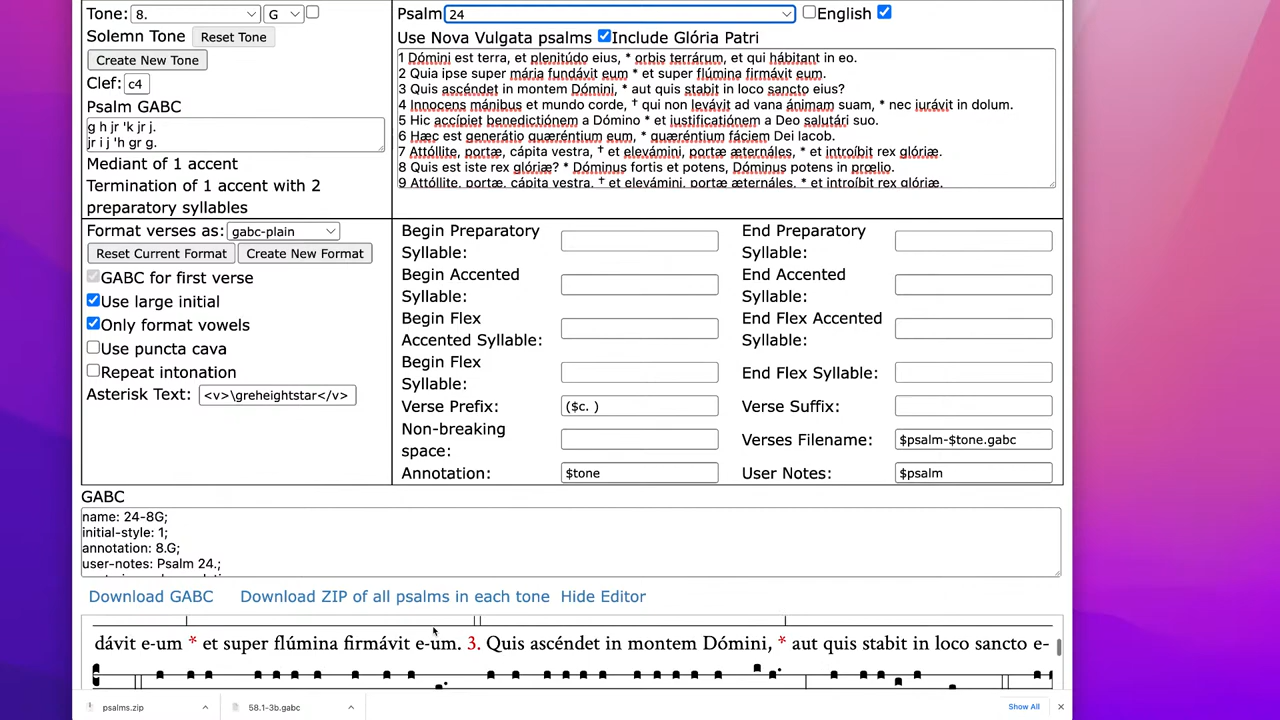 Tone: 8. G
Solemn Tone Reset Tone
Create New Tone
Clef: c4
Psalm GABC
g h jr 'k jr j.
jr i j 'h gr g.
Mediant of 1 accent
Termination of 1 accent with 2
preparatory syllables
Psalm 24 English
Use Nova Vulgata psalms Include Glória Patri
1 Dómini est terra, et plenitúdo eius, * orbis terrárum, et qui hábitant in eo.
2 Quia ipse super mária fundávit eum * et super flúmina firmávit eum.
3 Quis ascéndet in montem Dómini, * aut quis stabit in loco sancto eius?
4 Innocens mánibus et mundo corde, † qui non levávit ad vana ánimam suam, * nec iurávit in dolum.
5 Hic accípiet benedictiónem a Dómino * et iustificatiónem a Deo salutári suo.
6 Hæc est generátio quæréntium eum, * quæréntium fáciem Dei Iacob.
7 Attóllite, portæ, cápita vestra, † et elevámini, portæ æternáles, * et introíbit rex glóriæ.
8 Quis est iste rex glóriæ? * Dóminus fortis et potens, Dóminus potens in prœlio.
9 Attóllite, portæ, cápita vestra, † et elevámini, portæ æternáles, * et introíbit rex glóriæ.
Format verses as: gabc-plain
Reset Current Format Create New Format
GABC for first verse
Use large initial
Only format vowels
Use puncta cava
Repeat intonation
Asterisk Text: <v>\greheightstar</v>
Begin Preparatory
Syllable:
End Preparatory
Syllable:
Begin Accented
Syllable:
End Accented
Syllable:
Begin Flex
Accented Syllable:
End Flex Accented
Syllable:
Begin Flex
Syllable:
End Flex Syllable:
Verse Prefix: ($c. )
Verse Suffix:
Non-breaking
space:
Verses Filename: $psalm-$tone.gabc
Annotation: $tone
User Notes: $psalm
GABC
name: 24-8G;
initial-style: 1;
annotation: 8.G;
user-notes: Psalm 24.;
Download GABC Download ZIP of all psalms in each tone Hide Editor
dávit e-um * et super flúmina firmávit e-um. 3. Quis ascéndet in montem Dómini, * aut quis stabit in loco sancto e-
psalms.zip 58.1-3b.gabc Show All